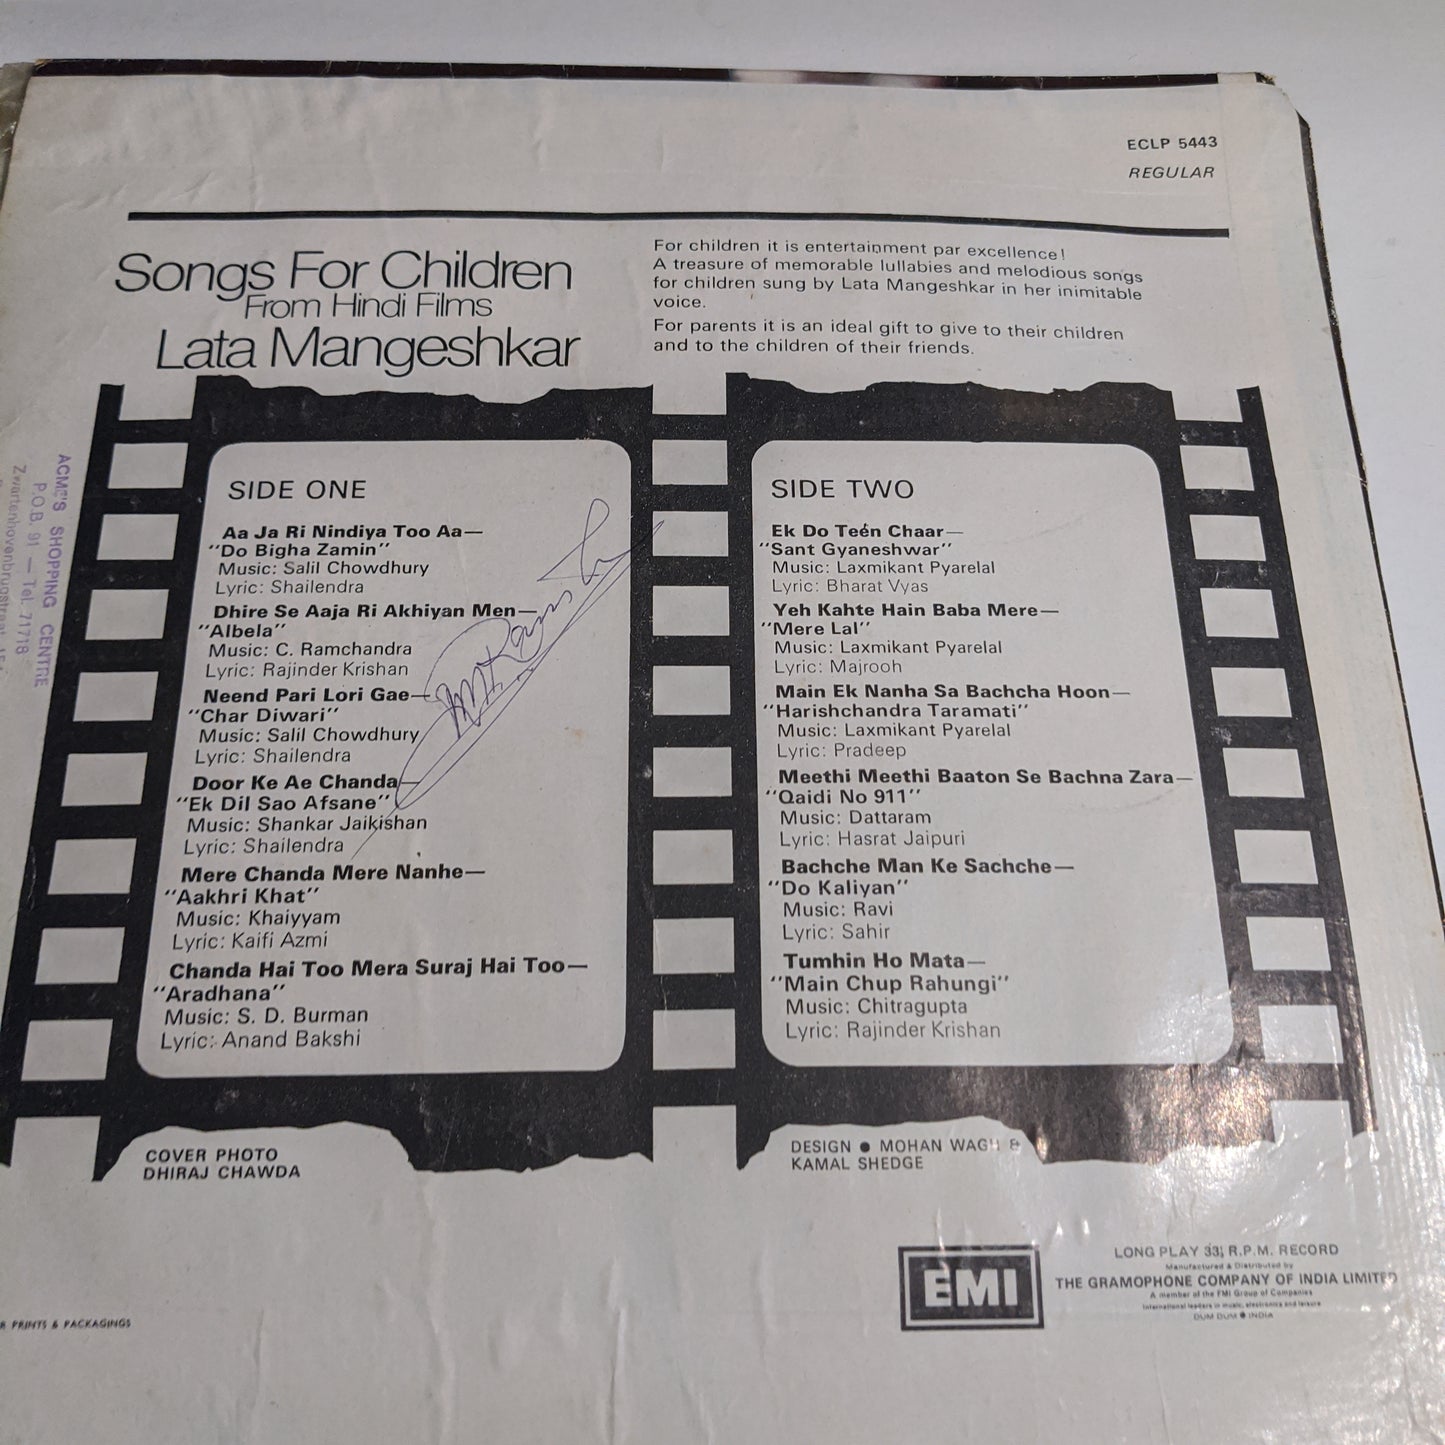 ECLP 5443
REGULAR
Songs For Children
From Hindi Films
Lata Mangeshkar
For children it is entertainment par excellence!
A treasure of memorable lullabies and melodious songs
for children sung by Lata Mangeshkar in her inimitable
voice.
For parents it is an ideal gift to give to their children
and to the children of their friends.
ACME'S SHOPPING CENTRE
P.O.B. 91 — Tel. 71718
SIDE ONE
Aa Ja Ri Nindiya Too Aa—
"Do Bigha Zamin"
Music: Salil Chowdhury
Lyric: Shailendra
Dhire Se Aaja Ri Akhiyan Men—
"Albela"
Music: C. Ramchandra
Lyric: Rajinder Krishan
Neend Pari Lori Gae—
"Char Diwari"
Music: Salil Chowdhury
Lyric: Shailendra
Door Ke Ae Chanda—
"Ek Dil Sao Afsane"
Music: Shankar Jaikishan
Lyric: Shailendra
Mere Chanda Mere Nanhe—
"Aakhri Khat"
Music: Khaiyyam
Lyric: Kaifi Azmi
Chanda Hai Too Mera Suraj Hai Too—
"Aradhana"
Music: S. D. Burman
Lyric: Anand Bakshi
SIDE TWO
Ek Do Teén Chaar—
"Sant Gyaneshwar"
Music: Laxmikant Pyarelal
Lyric: Bharat Vyas
Yeh Kahte Hain Baba Mere—
"Mere Lal"
Music: Laxmikant Pyarelal
Lyric: Majrooh
Main Ek Nanha Sa Bachcha Hoon—
"Harishchandra Taramati"
Music: Laxmikant Pyarelal
Lyric: Pradeep
Meethi Meethi Baaton Se Bachna Zara—
"Qaidi No 911"
Music: Dattaram
Lyric: Hasrat Jaipuri
Bachche Man Ke Sachche—
"Do Kaliyan"
Music: Ravi
Lyric: Sahir
Tumhin Ho Mata—
"Main Chup Rahungi"
Music: Chitragupta
Lyric: Rajinder Krishan
COVER PHOTO
DHIRAJ CHAWDA
DESIGN ● MOHAN WAGH &
KAMAL SHEDGE
EMI
LONG PLAY 33⅓ R.P.M. RECORD
Manufactured & Distributed by
THE GRAMOPHONE COMPANY OF INDIA LIMITED
A member of the EMI Group of Companies
International leaders in music, electronics and leisure
DUM DUM ● INDIA
PRINTS & PACKAGINGS